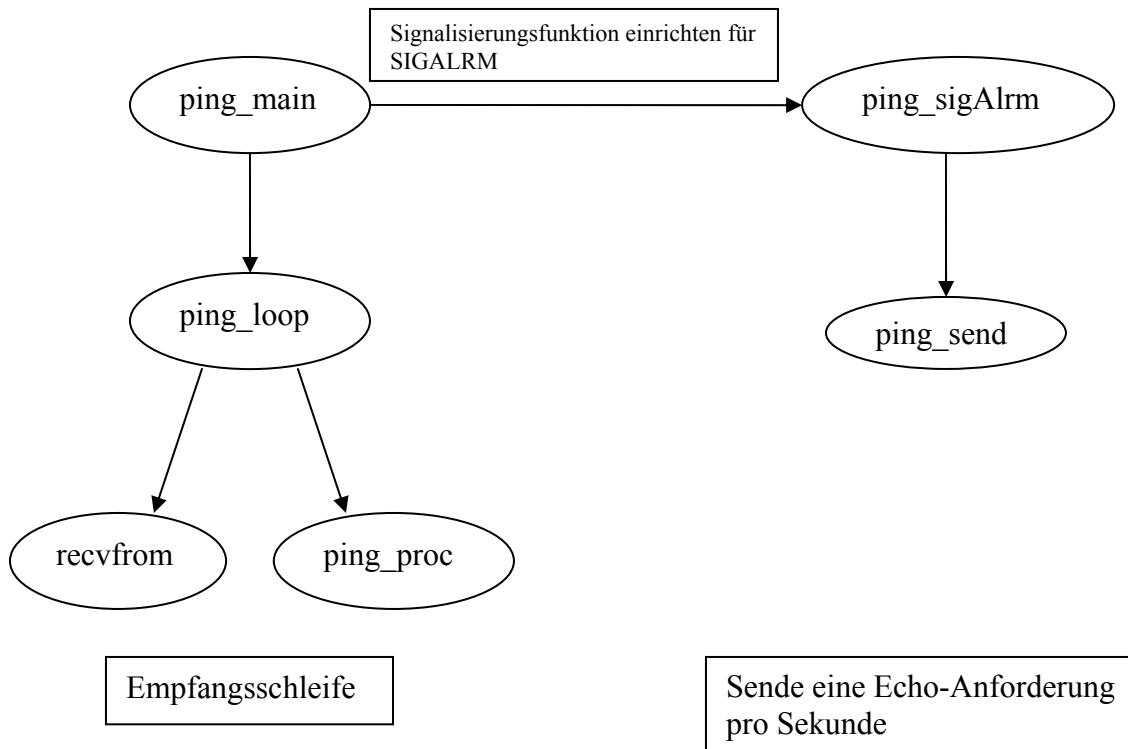 Signalisierungsfunktion einrichten für
SIGALRM
ping_main
ping_sigAlrm
ping_loop
ping_send
recvfrom
ping_proc
Empfangsschleife
Sende eine Echo-Anforderung
pro Sekunde